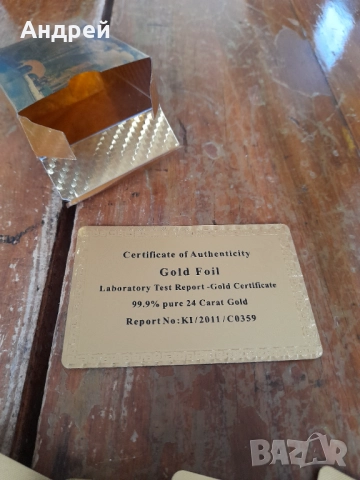 Андрей
Certificate of Authenticity
Gold Foil
Laboratory Test Report-Gold Certificate
99.9% pure 24 Carat Gold
Report No:KI/2011/C0359
BAZAR